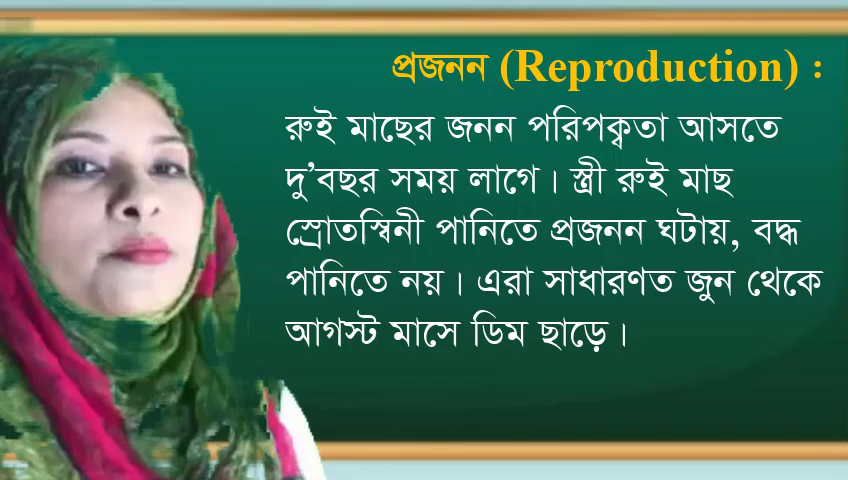 প্রজনন (Reproduction) :
রুই মাছের জনন পরিপক্বতা আসতে
দু’বছর সময় লাগে। স্ত্রী রুই মাছ
স্রোতস্বিনী পানিতে প্রজনন ঘটায়, বদ্ধ
পানিতে নয়। এরা সাধারণত জুন থেকে
আগস্ট মাসে ডিম ছাড়ে।